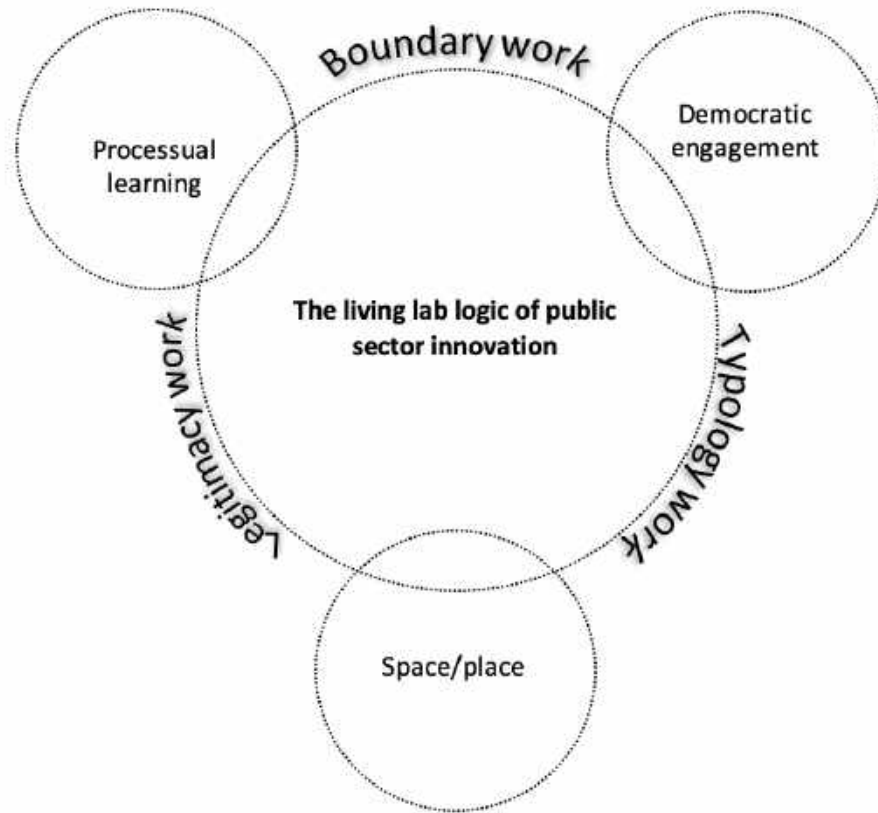 Boundary work
Processual
learning
Democratic
engagement
The living lab logic of public
sector innovation
Legitimacy work
Typology work
Space/place